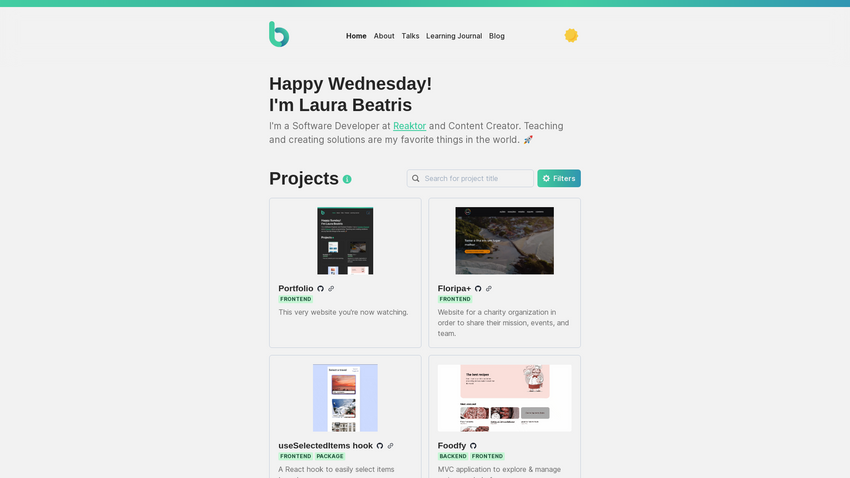 Home About Talks Learning Journal Blog
Happy Wednesday!
I'm Laura Beatris
I'm a Software Developer at Reaktor and Content Creator. Teaching
and creating solutions are my favorite things in the world. 🚀
Projects
Search for project title
Filters
Portfolio
FRONTEND
This very website you're now watching.
Floripa+
FRONTEND
Website for a charity organization in
order to share their mission, events, and
team.
The best recipes
useSelectedItems hook
FRONTEND PACKAGE
A React hook to easily select items
Foodfy
BACKEND FRONTEND
MVC application to explore & manage